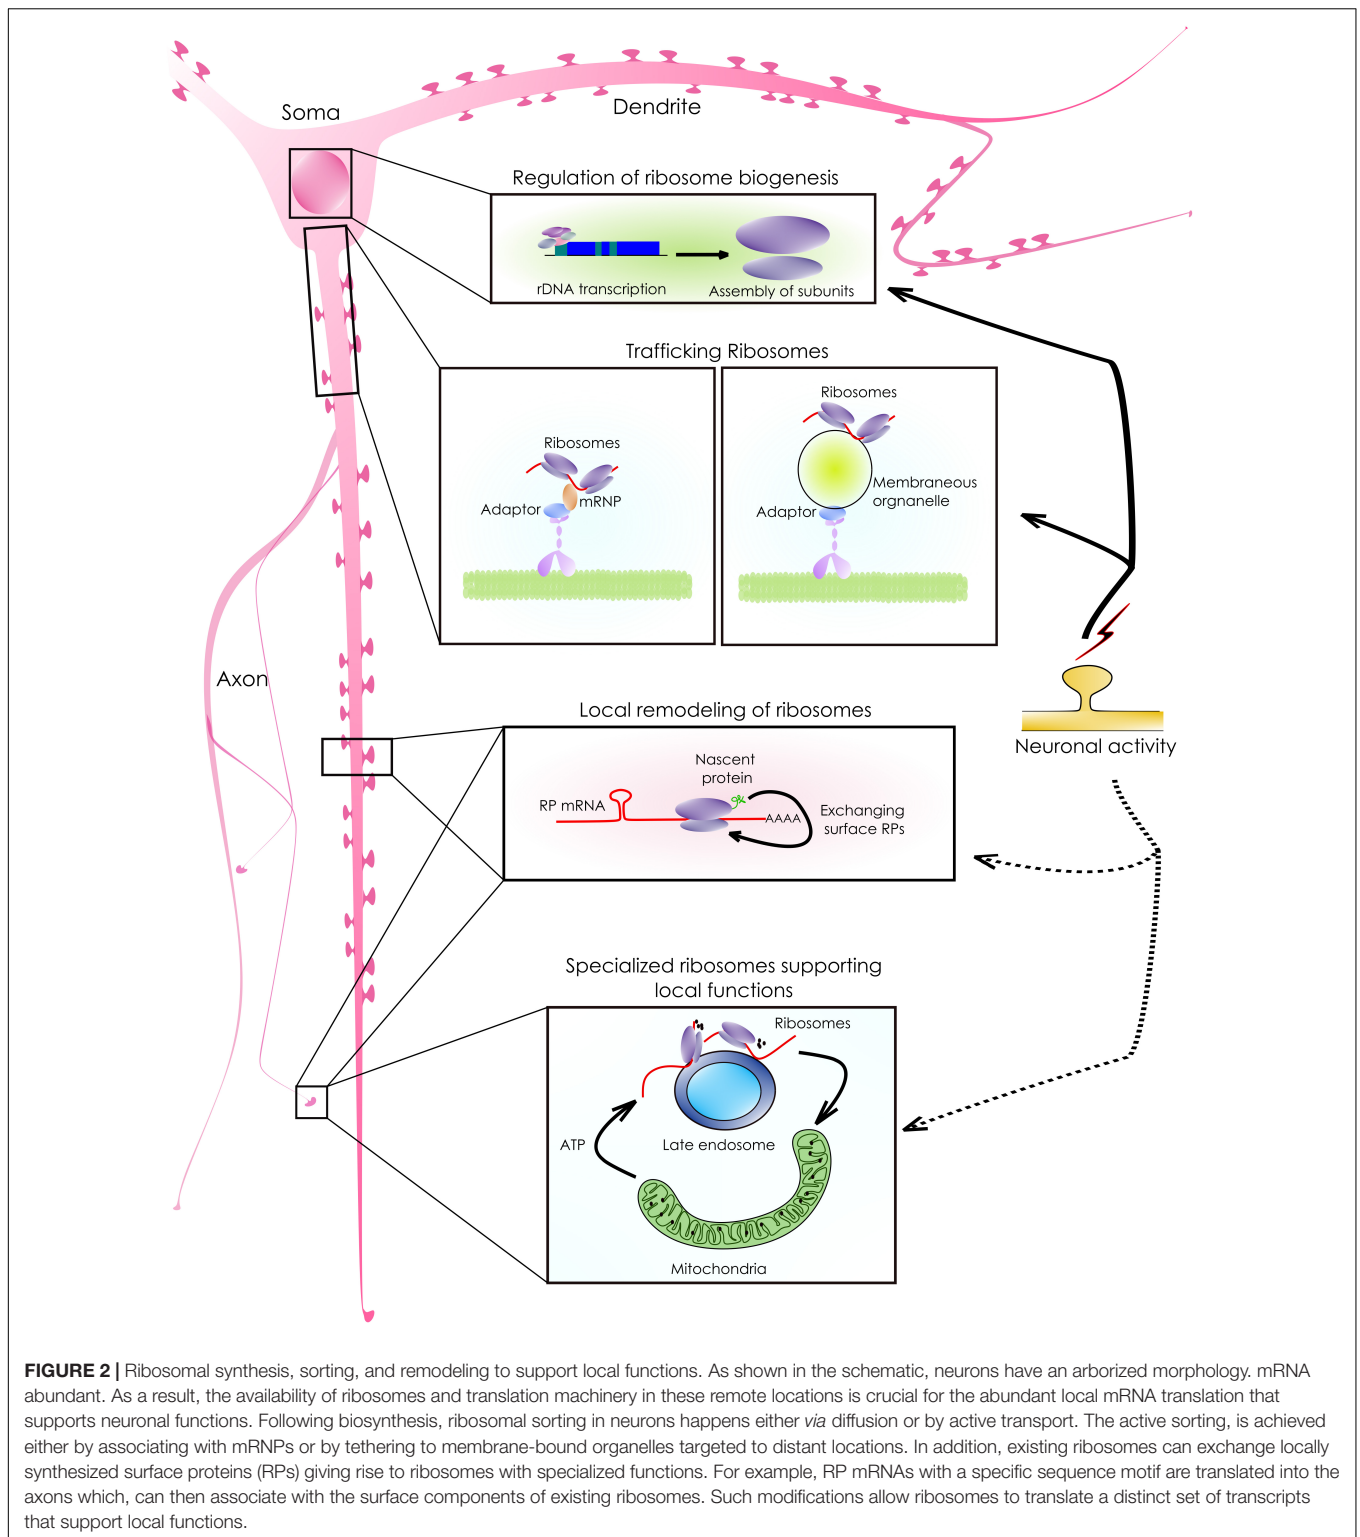 Soma
Dendrite
Regulation of ribosome biogenesis
rDNA transcription
Assembly of subunits
Trafficking Ribosomes
Ribosomes
Adaptor
mRNP
Ribosomes
Membraneous
orgnanelle
Adaptor
Axon
Neuronal activity
Local remodeling of ribosomes
Nascent
protein
RP mRNA
AAAA
Exchanging
surface RPs
Specialized ribosomes supporting
local functions
Ribosomes
ATP
Late endosome
Mitochondria
FIGURE 2 | Ribosomal synthesis, sorting, and remodeling to support local functions. As shown in the schematic, neurons have an arborized morphology. mRNA
abundant. As a result, the availability of ribosomes and translation machinery in these remote locations is crucial for the abundant local mRNA translation that
supports neuronal functions. Following biosynthesis, ribosomal sorting in neurons happens either via diffusion or by active transport. The active sorting, is achieved
either by associating with mRNPs or by tethering to membrane-bound organelles targeted to distant locations. In addition, existing ribosomes can exchange locally
synthesized surface proteins (RPs) giving rise to ribosomes with specialized functions. For example, RP mRNAs with a specific sequence motif are translated into the
axons which, can then associate with the surface components of existing ribosomes. Such modifications allow ribosomes to translate a distinct set of transcripts
that support local functions.